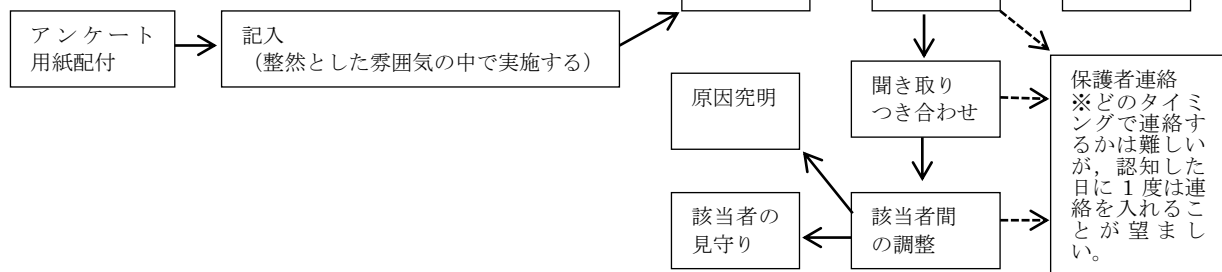 アンケート
用紙配付
記入
（整然とした雰囲気の中で実施する）
原因究明
聞き取り
つき合わせ
該当者の
見守り
該当者間
の調整
保護者連絡
※どのタイミ
ングで連絡す
るかは難しい
が，認知した
日に 1 度は連
絡を入れるこ
とが望まし
い。